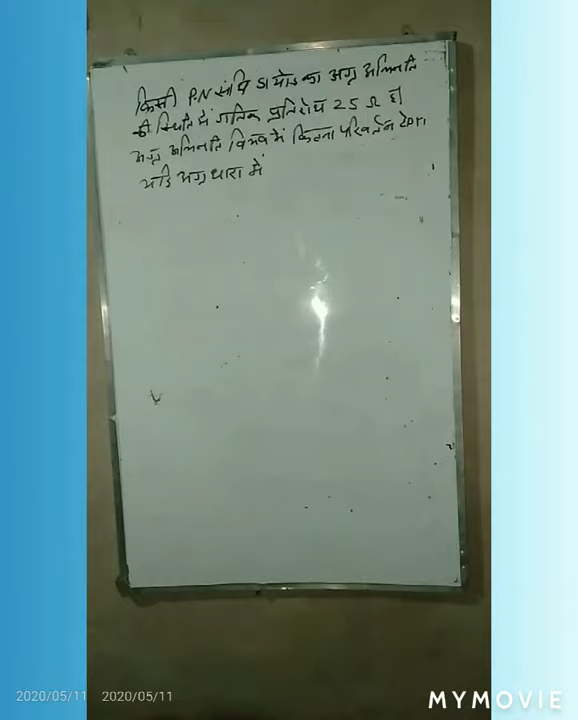 किसी PN संधि डायोड का अग्र अभिनति
की स्थिति में गतिक प्रतिरोध 25 Ω है
अग्र अभिनति विभव में कितना परिवर्तन होगा
यदि अग्र धारा में
2020/05/11 2020/05/11
MYMOVIE